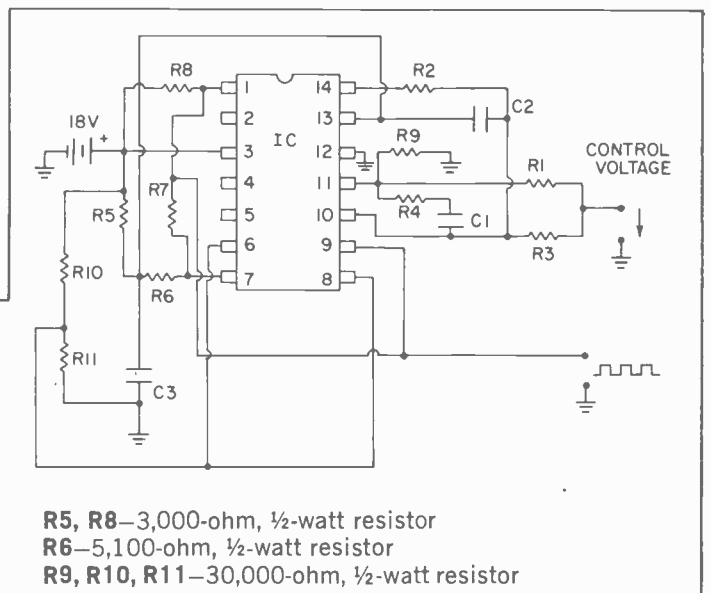 R8
R2
1
14
2
13
C2
18V
+
IC
R9
CONTROL
VOLTAGE
3
12
R1
R7
4
11
R5
R4
C1
5
10
R3
6
9
R10
R6
7
8
R11
C3
R5, R8—3,000-ohm, ½-watt resistor
R6—5,100-ohm, ½-watt resistor
R9, R10, R11—30,000-ohm, ½-watt resistor